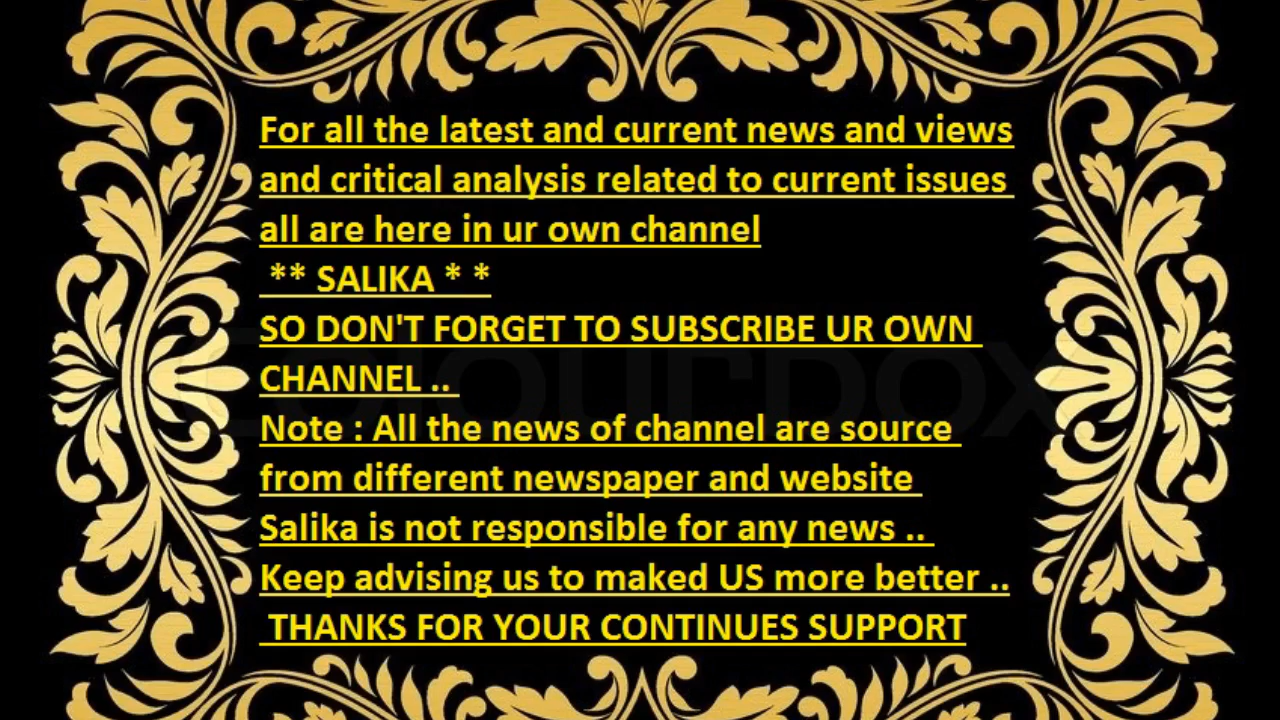 For all the latest and current news and views
and critical analysis related to current issues
all are here in ur own channel
** SALIKA * *
SO DON'T FORGET TO SUBSCRIBE UR OWN
CHANNEL ..
Note : All the news of channel are source
from different newspaper and website
Salika is not responsible for any news ..
Keep advising us to maked US more better ..
THANKS FOR YOUR CONTINUES SUPPORT